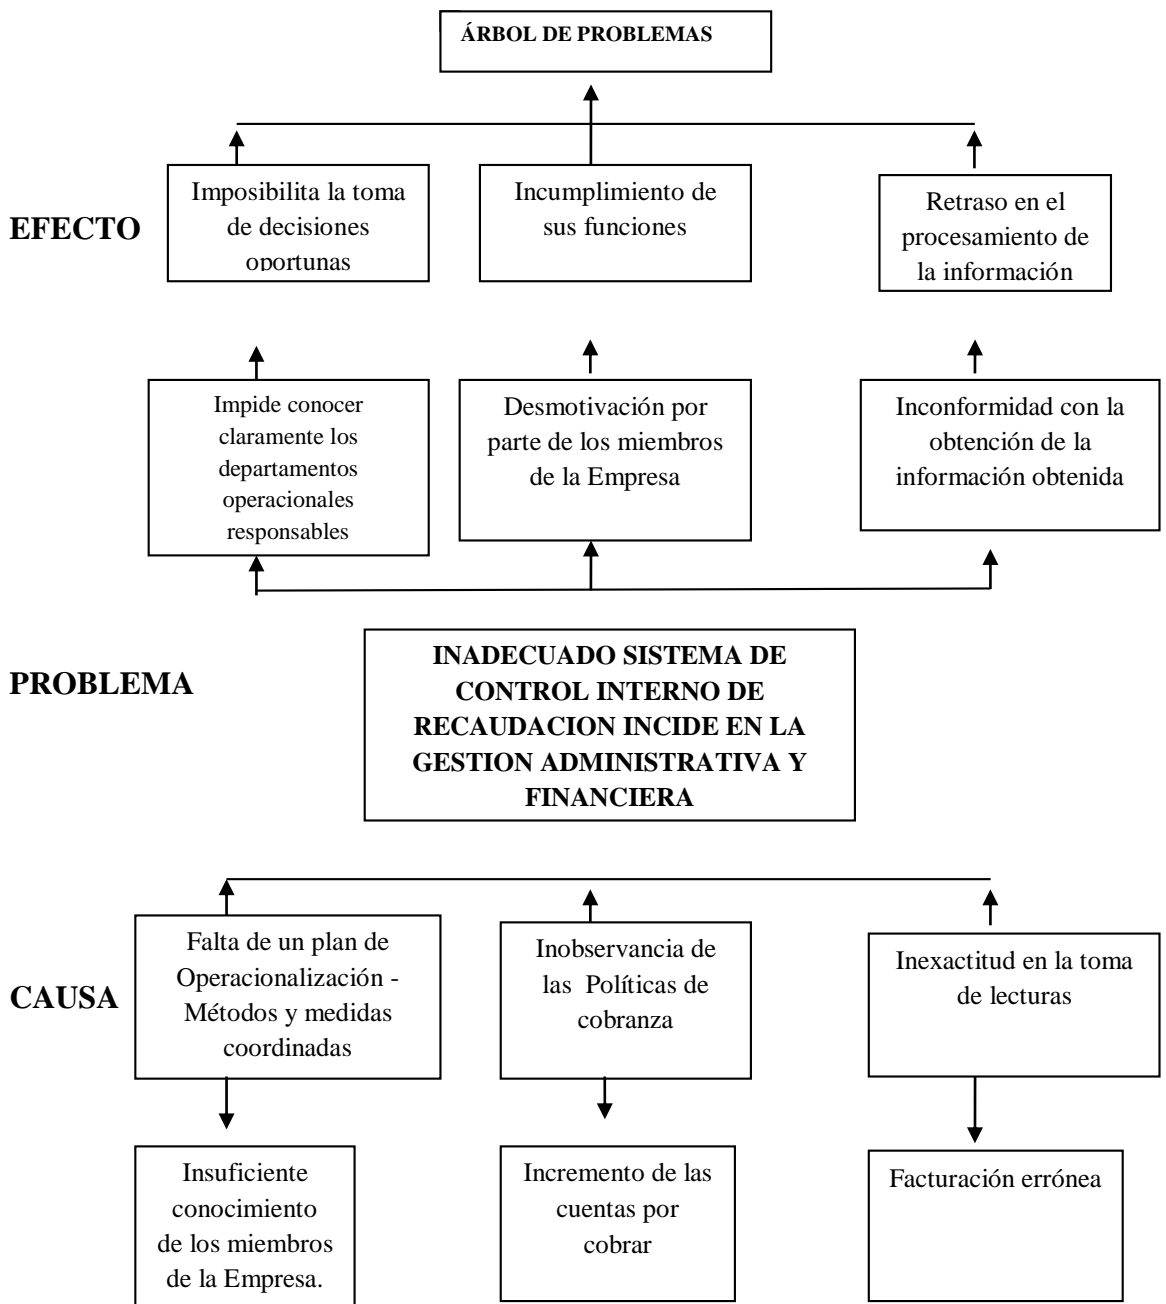 ÁRBOL DE PROBLEMAS
EFECTO
Imposibilita la toma
de decisiones
oportunas
Incumplimiento de
sus funciones
Retraso en el
procesamiento de
la información
Impide conocer
claramente los
departamentos
operacionales
responsables
Desmotivación por
parte de los miembros
de la Empresa
Inconformidad con la
obtención de la
información obtenida
PROBLEMA
INADECUADO SISTEMA DE
CONTROL INTERNO DE
RECAUDACION INCIDE EN LA
GESTION ADMINISTRATIVA Y
FINANCIERA
CAUSA
Falta de un plan de
Operacionalización -
Métodos y medidas
coordinadas
Inobservancia de
las Políticas de
cobranza
Inexactitud en la toma
de lecturas
Insuficiente
conocimiento
de los miembros
de la Empresa.
Incremento de las
cuentas por
cobrar
Facturación errónea